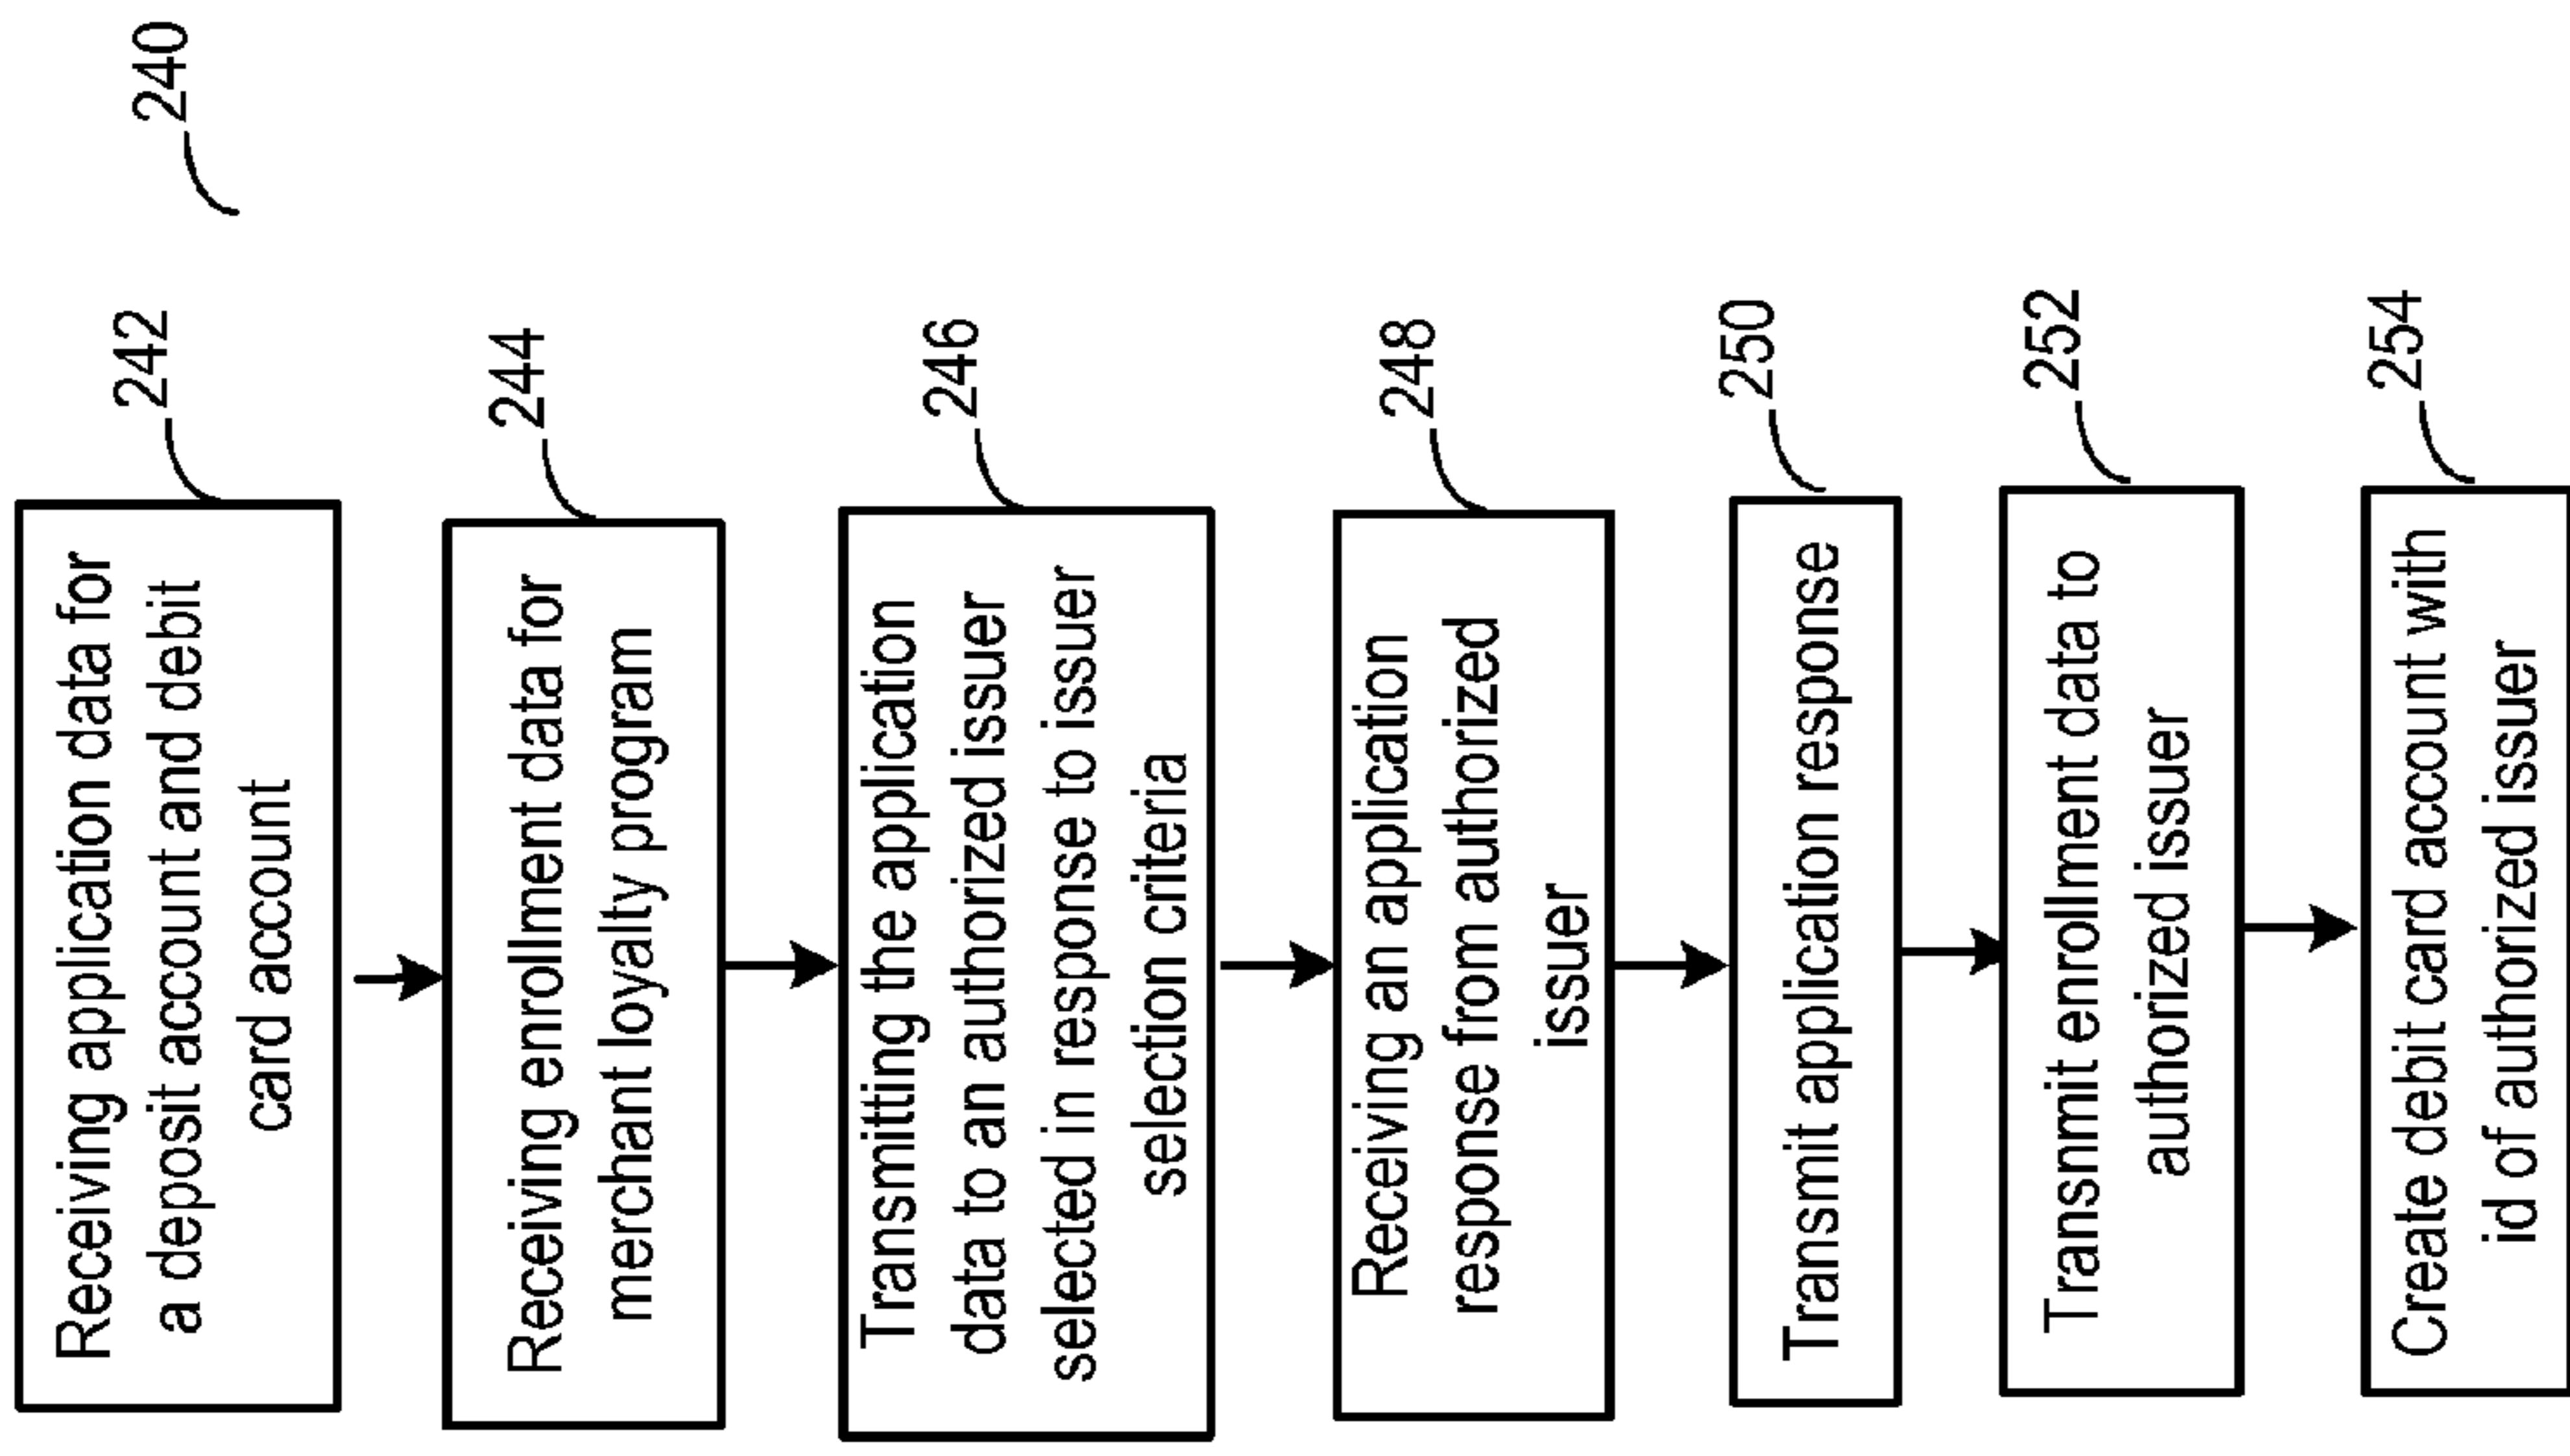 240
242
Receiving application data for
a deposit account and debit
card account
244
Receiving enrollment data for
merchant loyalty program
246
Transmitting the application
data to an authorized issuer
selected in response to issuer
selection criteria
248
Receiving an application
response from authorized
issuer
250
Transmit application response
252
Transnmit enrollment data to
authorized issuer
254
Create debit card account with
id of authorized issuer